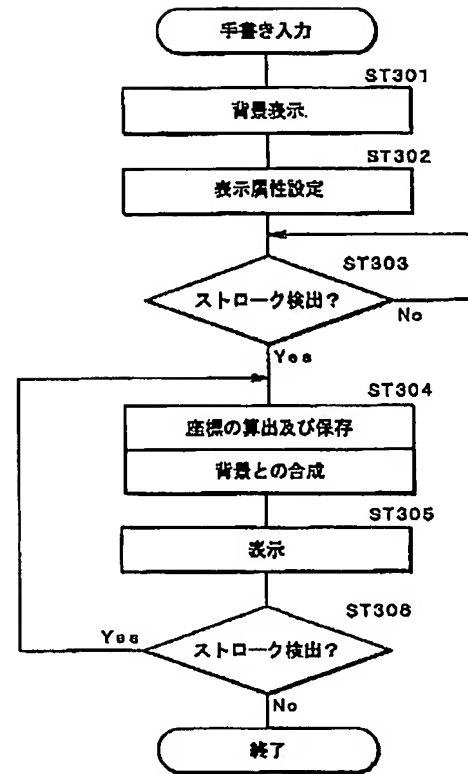 手書き入力
ST301
背景表示.
ST302
表示属性設定
ST303
ストローク検出?
No
Yes
ST304
座標の算出及び保存
背景との合成
ST305
表示
ST306
Yes
ストローク検出?
No
終了